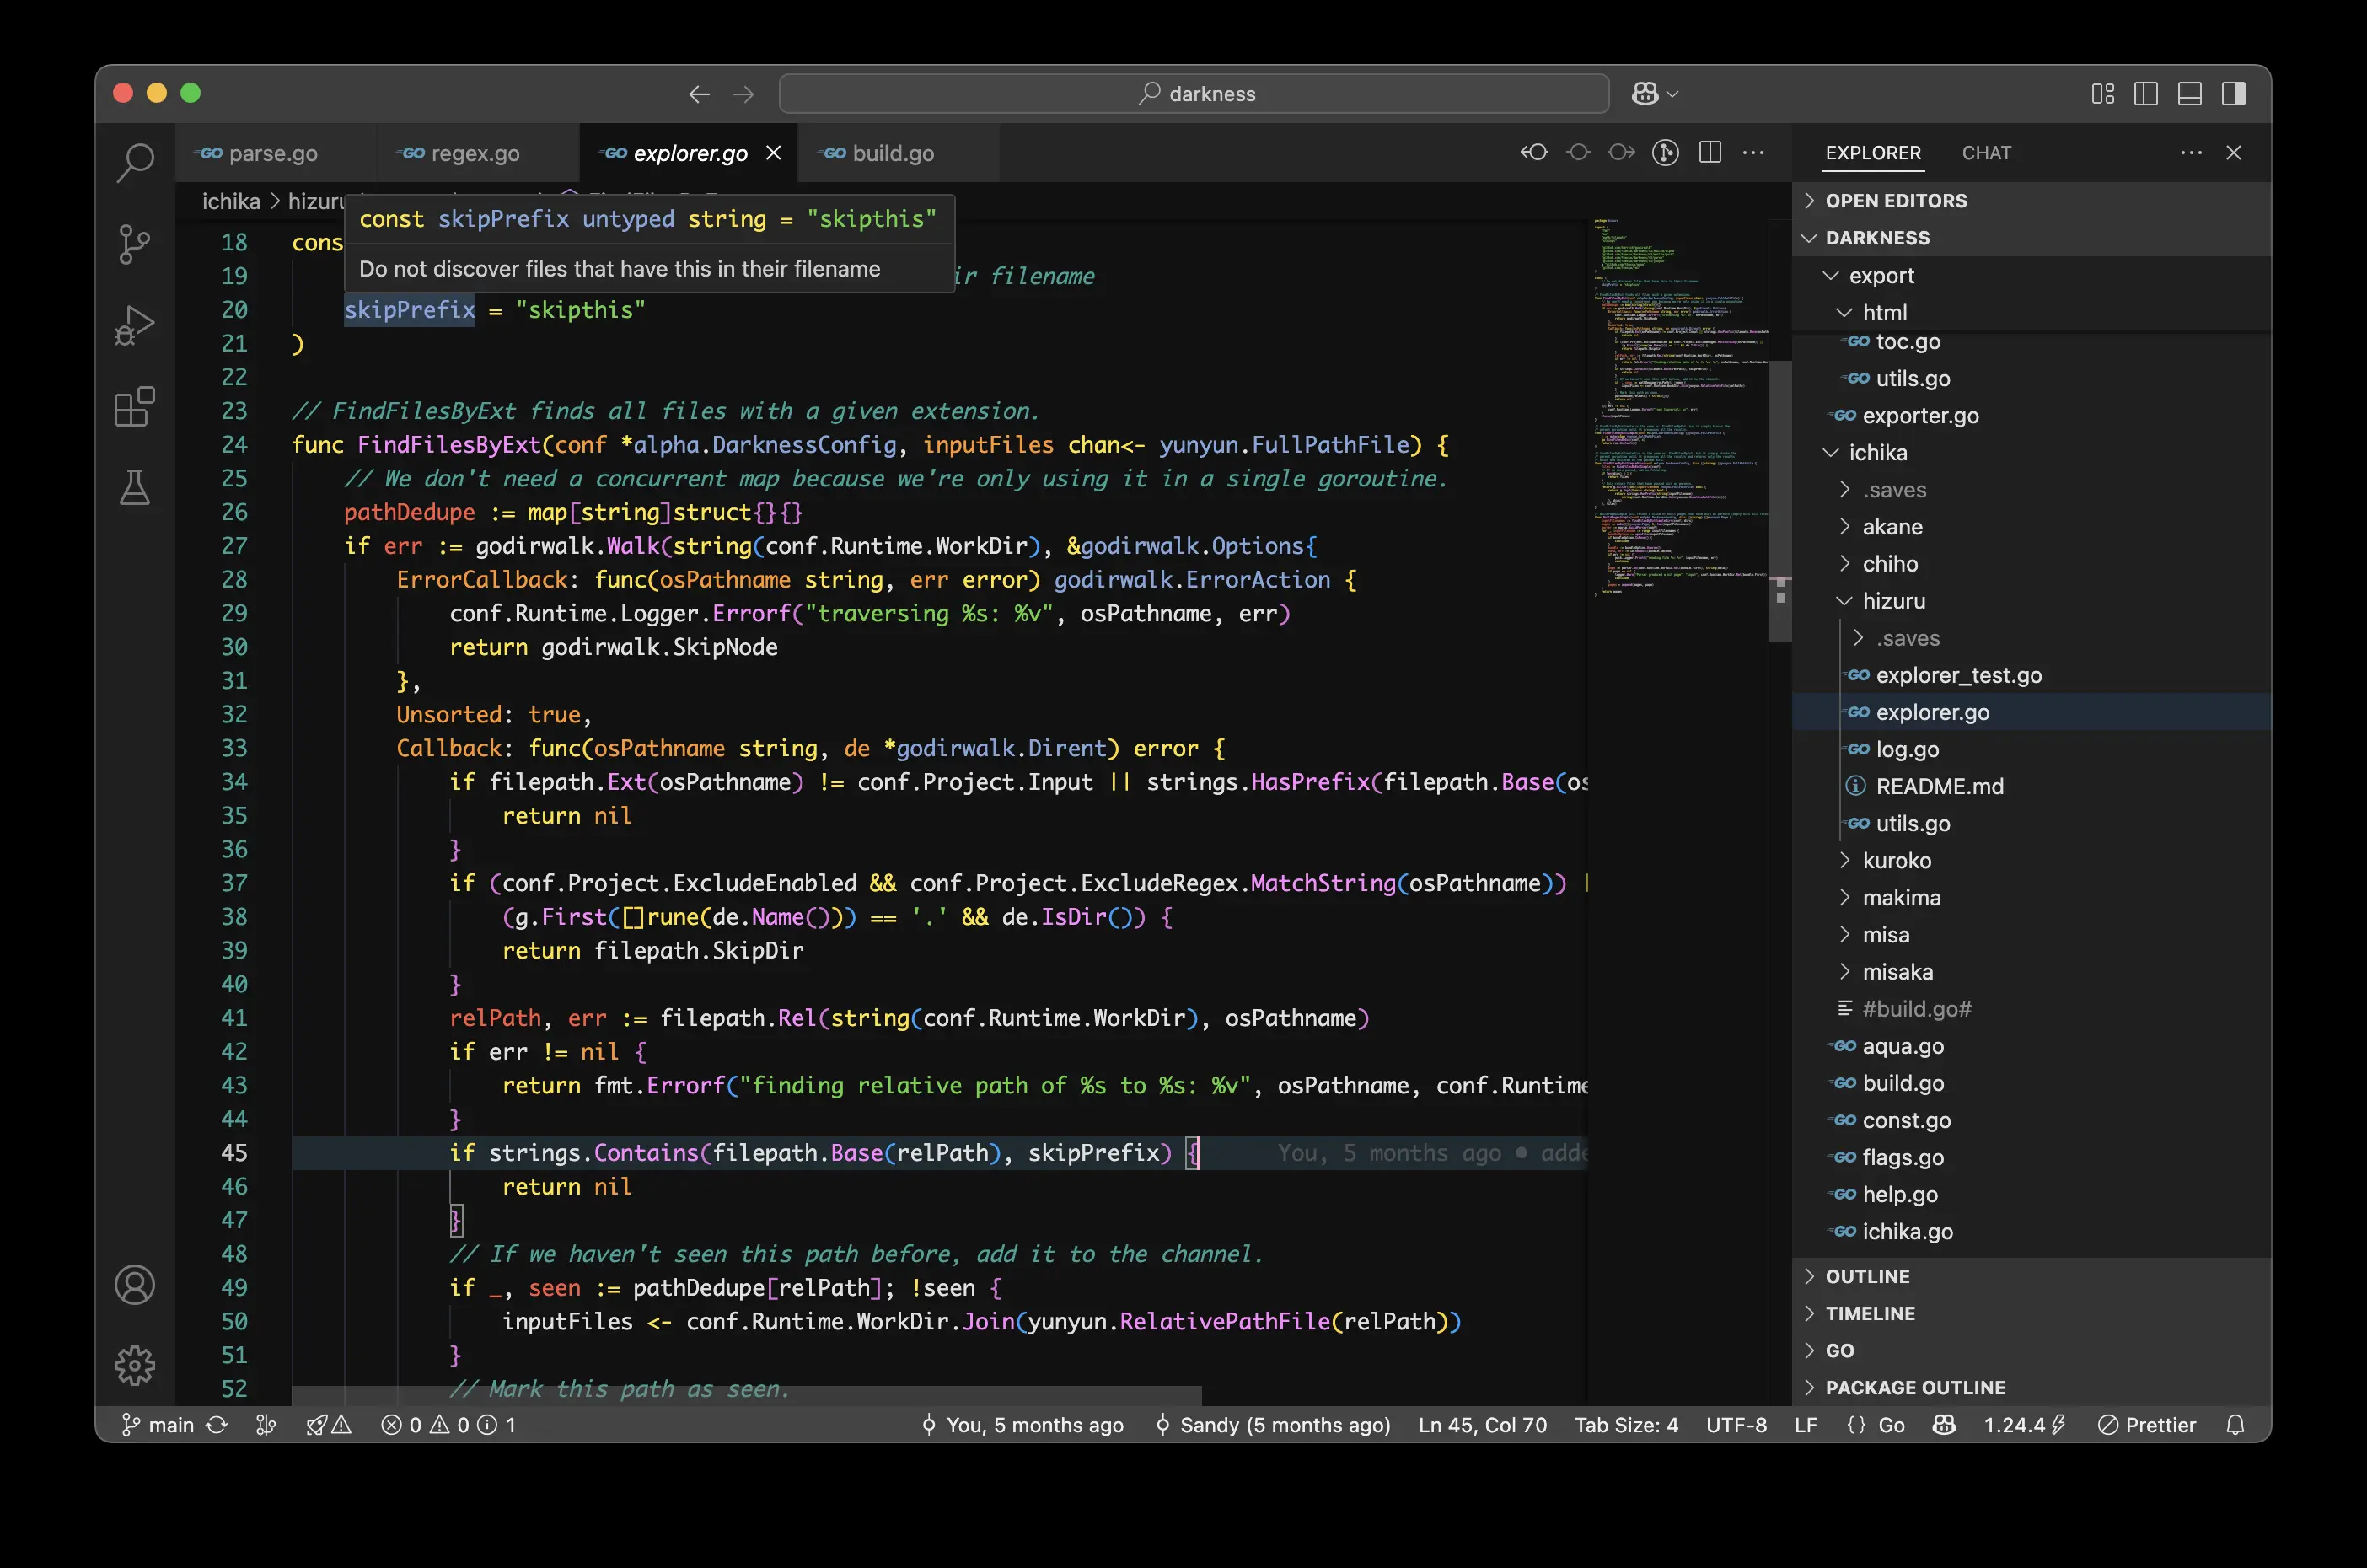 darkness
parse.go
regex.go
explorer.go
build.go
EXPLORER
CHAT
ichika > hizuru
const skipPrefix untyped string = "skipthis"
Do not discover files that have this in their filename
18 cons
19 ir filename
20 skipPrefix = "skipthis"
21 )
22
23 // FindFilesByExt finds all files with a given extension.
24 func FindFilesByExt(conf *alpha.DarknessConfig, inputFiles chan<- yunyun.FullPathFile) {
25 // We don't need a concurrent map because we're only using it in a single goroutine.
26 pathDedupe := map[string]struct{}{}
27 if err := godirwalk.Walk(string(conf.Runtime.WorkDir), &godirwalk.Options{
28 ErrorCallback: func(osPathname string, err error) godirwalk.ErrorAction {
29 conf.Runtime.Logger.Errorf("traversing %s: %v", osPathname, err)
30 return godirwalk.SkipNode
31 },
32 Unsorted: true,
33 Callback: func(osPathname string, de *godirwalk.Dirent) error {
34 if filepath.Ext(osPathname) != conf.Project.Input || strings.HasPrefix(filepath.Base(os
35 return nil
36 }
37 if (conf.Project.ExcludeEnabled && conf.Project.ExcludeRegex.MatchString(osPathname)) |
38 (g.First([]rune(de.Name())) == '.' && de.IsDir()) {
39 return filepath.SkipDir
40 }
41 relPath, err := filepath.Rel(string(conf.Runtime.WorkDir), osPathname)
42 if err != nil {
43 return fmt.Errorf("finding relative path of %s to %s: %v", osPathname, conf.Runtime
44 }
45 if strings.Contains(filepath.Base(relPath), skipPrefix) { You, 5 months ago • adde
46 return nil
47 }
48 // If we haven't seen this path before, add it to the channel.
49 if _, seen := pathDedupe[relPath]; !seen {
50 inputFiles <- conf.Runtime.WorkDir.Join(yunyun.RelativePathFile(relPath))
51 }
52 // Mark this path as seen.
OPEN EDITORS
DARKNESS
export
html
toc.go
utils.go
exporter.go
ichika
.saves
akane
chiho
hizuru
.saves
explorer_test.go
explorer.go
log.go
README.md
utils.go
kuroko
makima
misa
misaka
#build.go#
aqua.go
build.go
const.go
flags.go
help.go
ichika.go
OUTLINE
TIMELINE
GO
PACKAGE OUTLINE
main
0 0 1
You, 5 months ago
Sandy (5 months ago)
Ln 45, Col 70
Tab Size: 4
UTF-8
LF
{} Go
1.24.4
Prettier